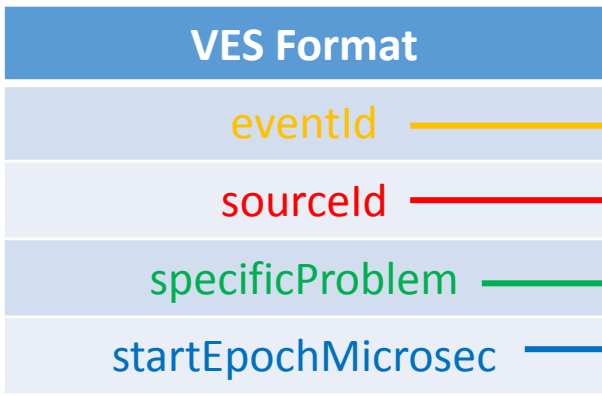 VES Format
eventId
sourceId
specificProblem
startEpochMicrosec